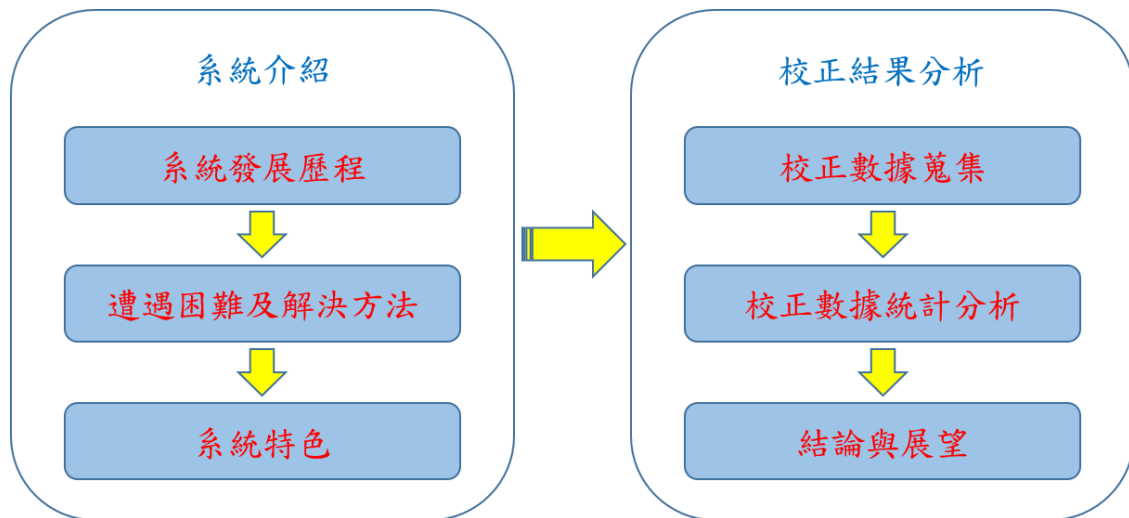 系統介紹
系統發展歷程
遭遇困難及解決方法
系統特色
校正結果分析
校正數據蒐集
校正數據統計分析
結論與展望